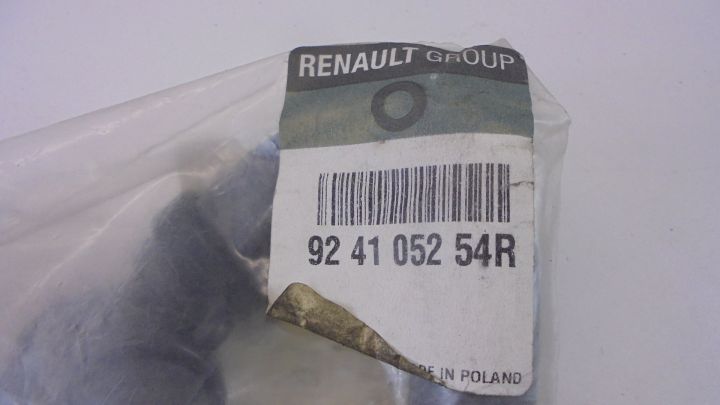 RENAULT GROUP
92 41 052 54R
IN POLAND